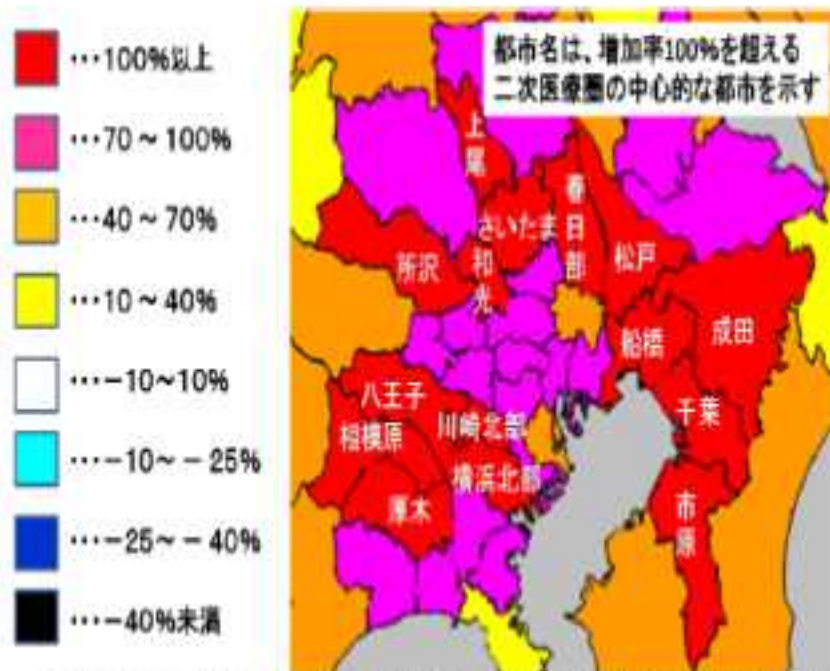 …100%以上
…70～100%
…40～70%
…10～40%
…−10~10%
…−10～−25%
…−25～−40%
…−40%未満
都市名は、増加率100%を超える
二次医療圏の中心的な都市を示す
上尾
さいたま
春日部
所沢
和光
松戸
船橋
成田
八王子
相模原
川崎北部
千葉
横浜北部
厚木
市原